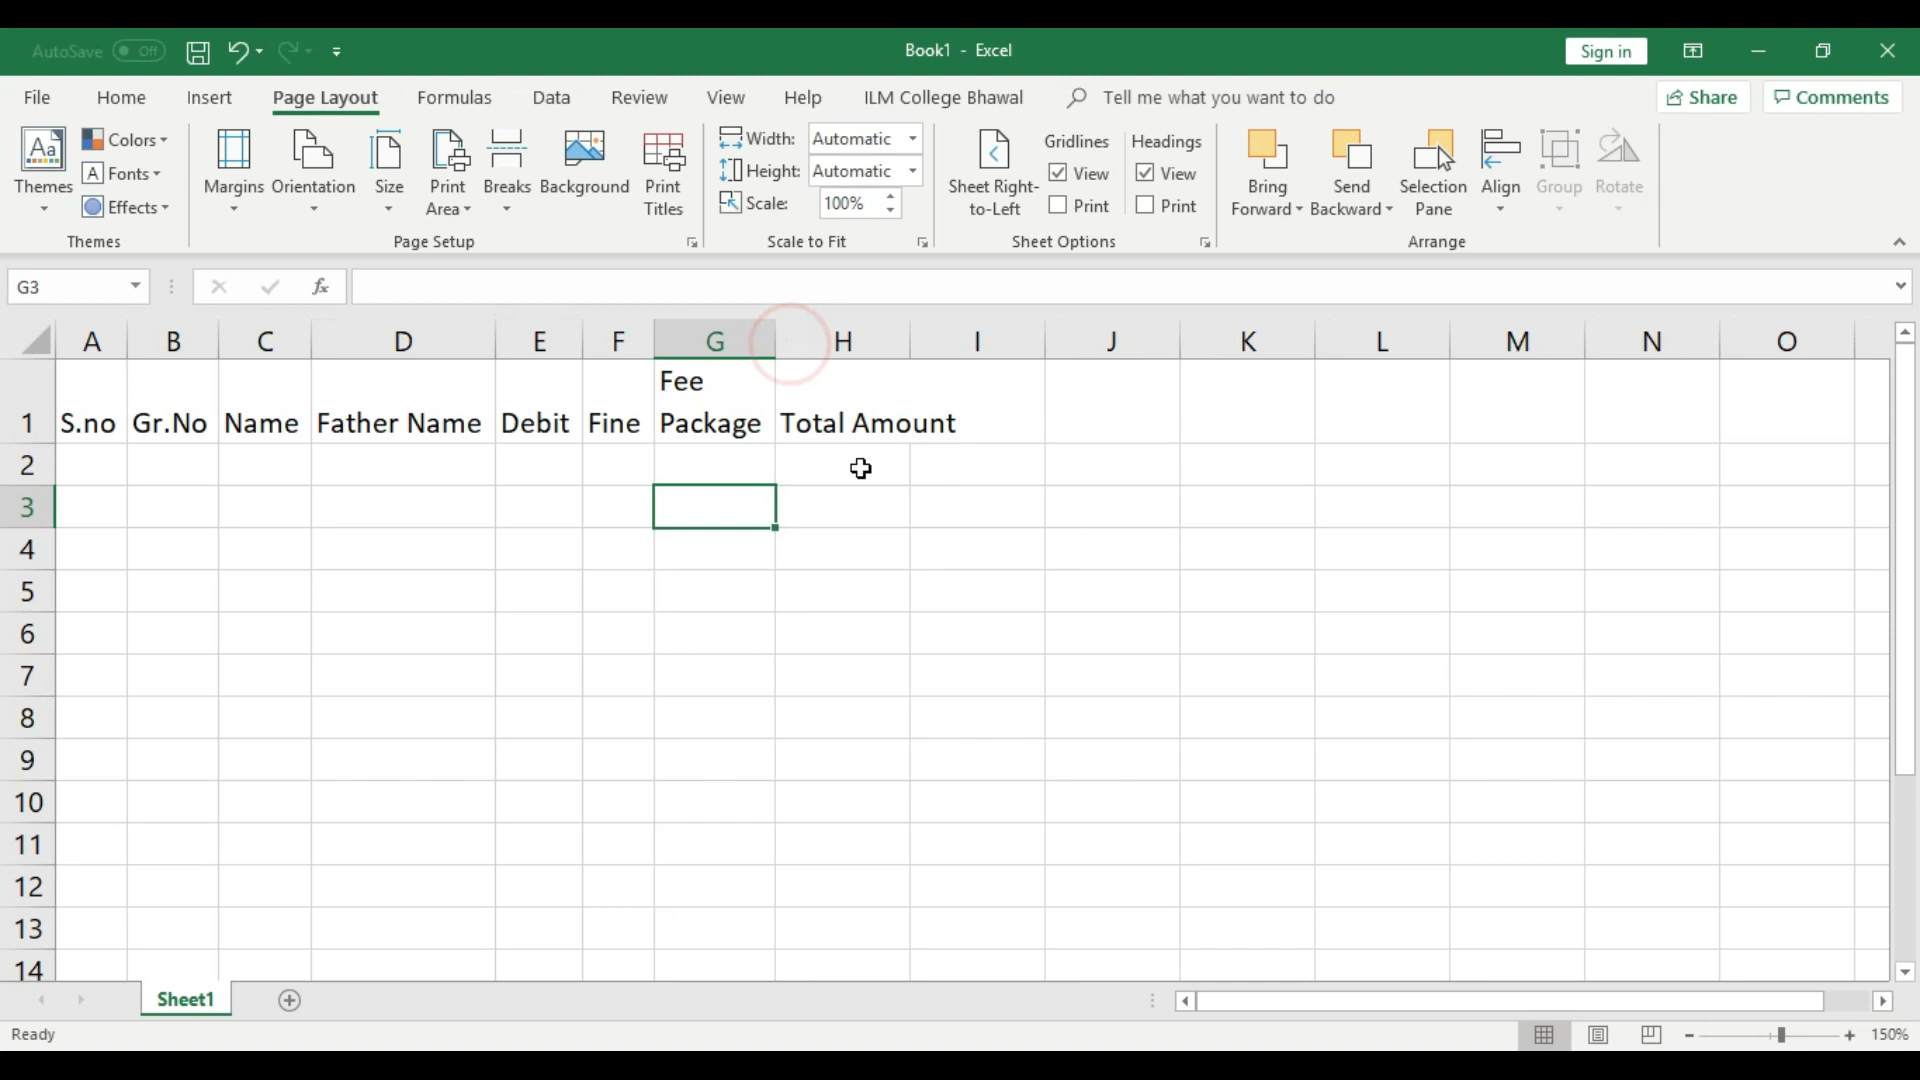 AutoSave Off
Book1 - Excel
Sign in
File Home Insert Page Layout Formulas Data Review View Help ILM College Bhawal Tell me what you want to do Share Comments
Aa
Themes
Colors
A Fonts
Effects
Themes
Margins
Orientation
Size
Print Area
Breaks
Background
Print Titles
Page Setup
Width: Automatic
Height: Automatic
Scale: 100%
Scale to Fit
Sheet Right-to-Left
Gridlines
View
Print
Headings
View
Print
Sheet Options
Bring Forward
Send Backward
Selection Pane
Align
Group
Rotate
Arrange
G3
fx
A B C D E F G H I J K L M N O
Fee
1 S.no Gr.No Name Father Name Debit Fine Package Total Amount
2
3
4
5
6
7
8
9
10
11
12
13
14
Sheet1
Ready
150%